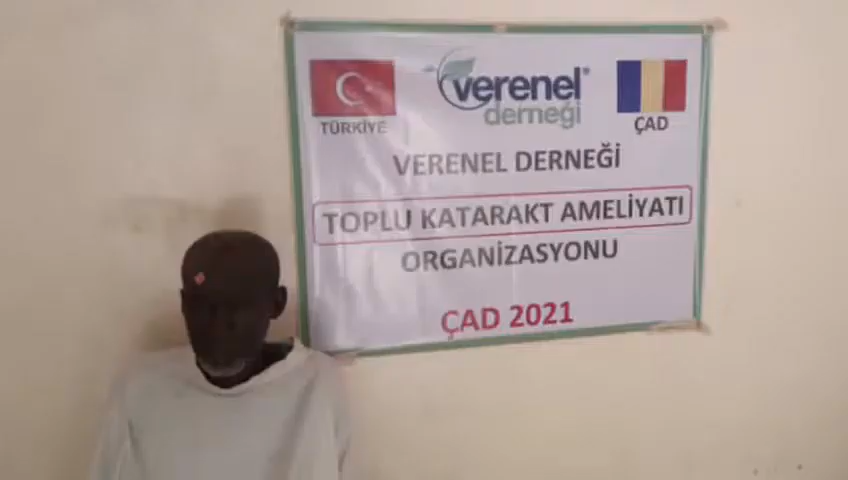 verenel®
derneği
TÜRKİYE
ÇAD
VERENEL DERNEĞİ
TOPLU KATARAKT AMELİYATI
ORGANİZASYONU
ÇAD 2021